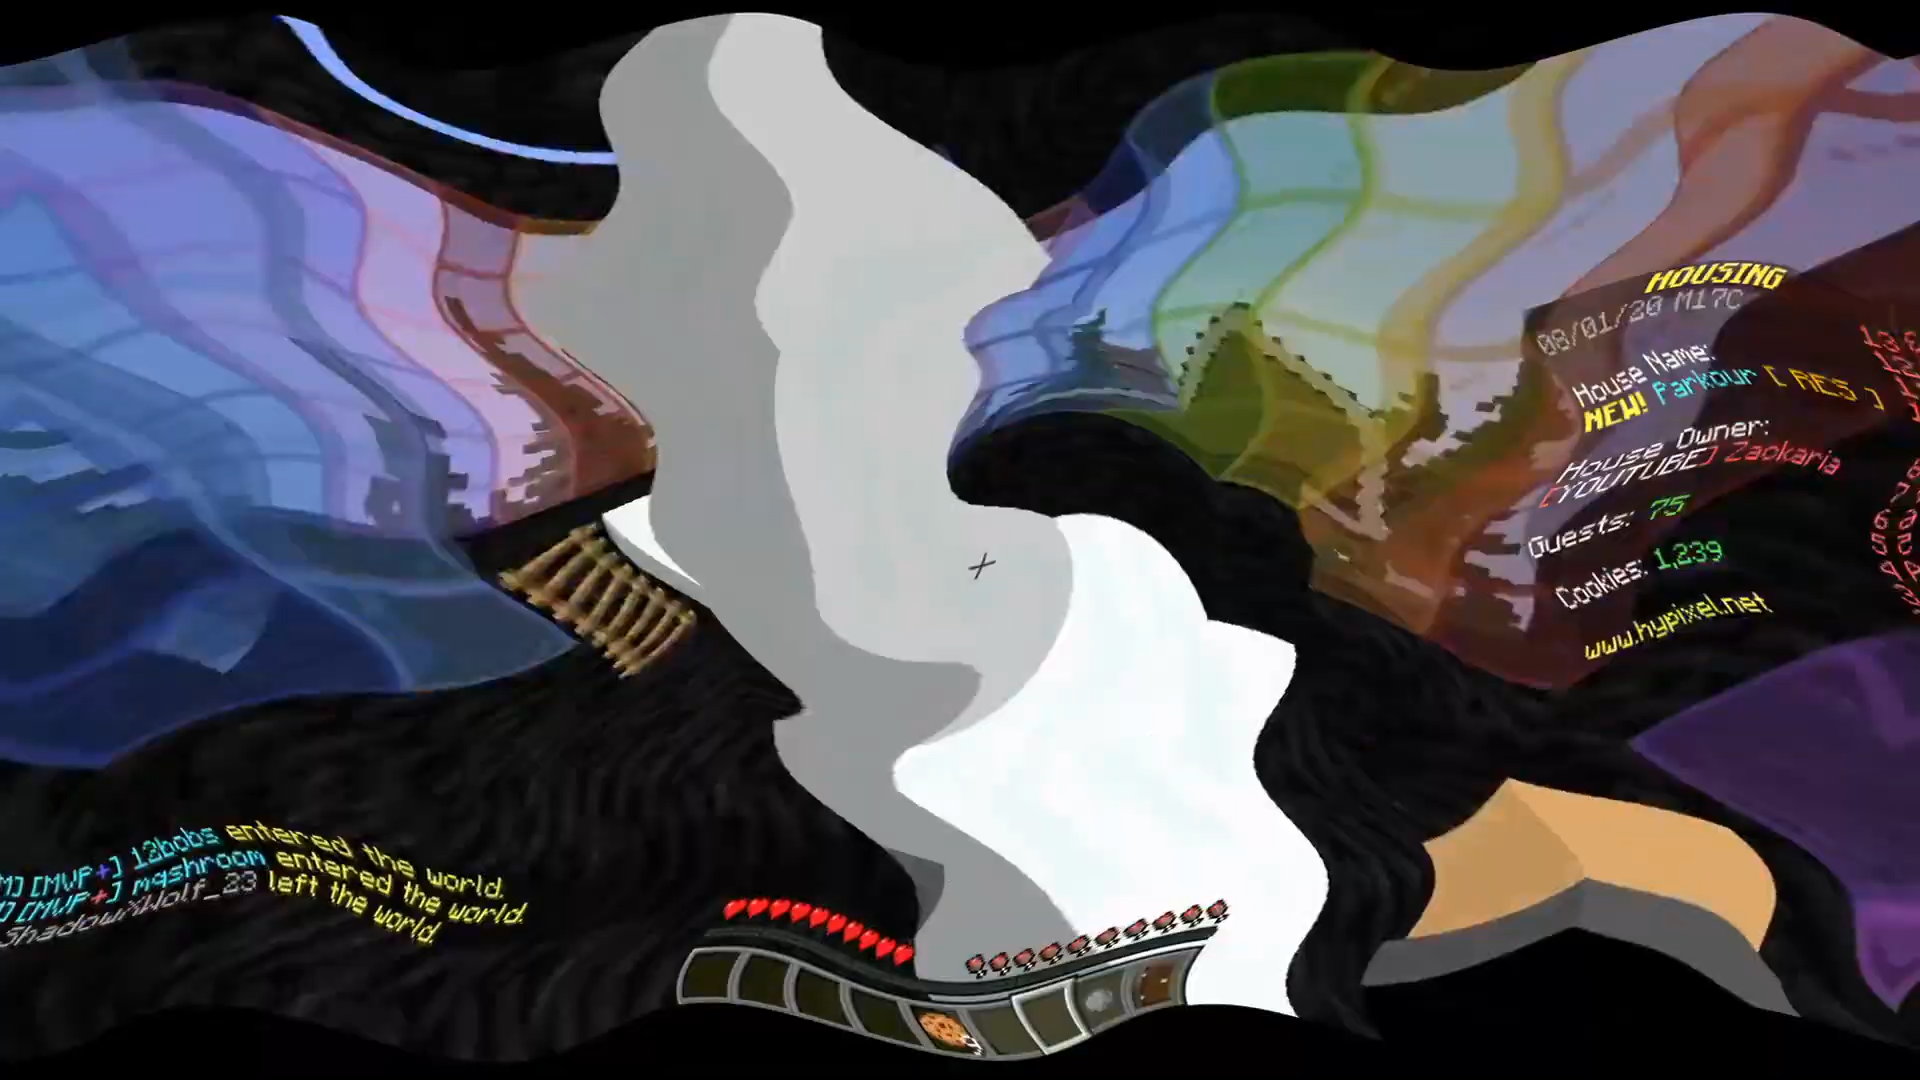 HOUSING
08/01/20 M17C
House Name:
NEW! Parkour [ RES ]
House Owner:
[YOUTUBE] Zaokaria
Guests: 75
Cookies: 1,239
www.hypixel.net
[MVP+] 12bobs entered the world.
[MVP+] mqshroom entered the world.
ShadowXWolf_23 left the world.